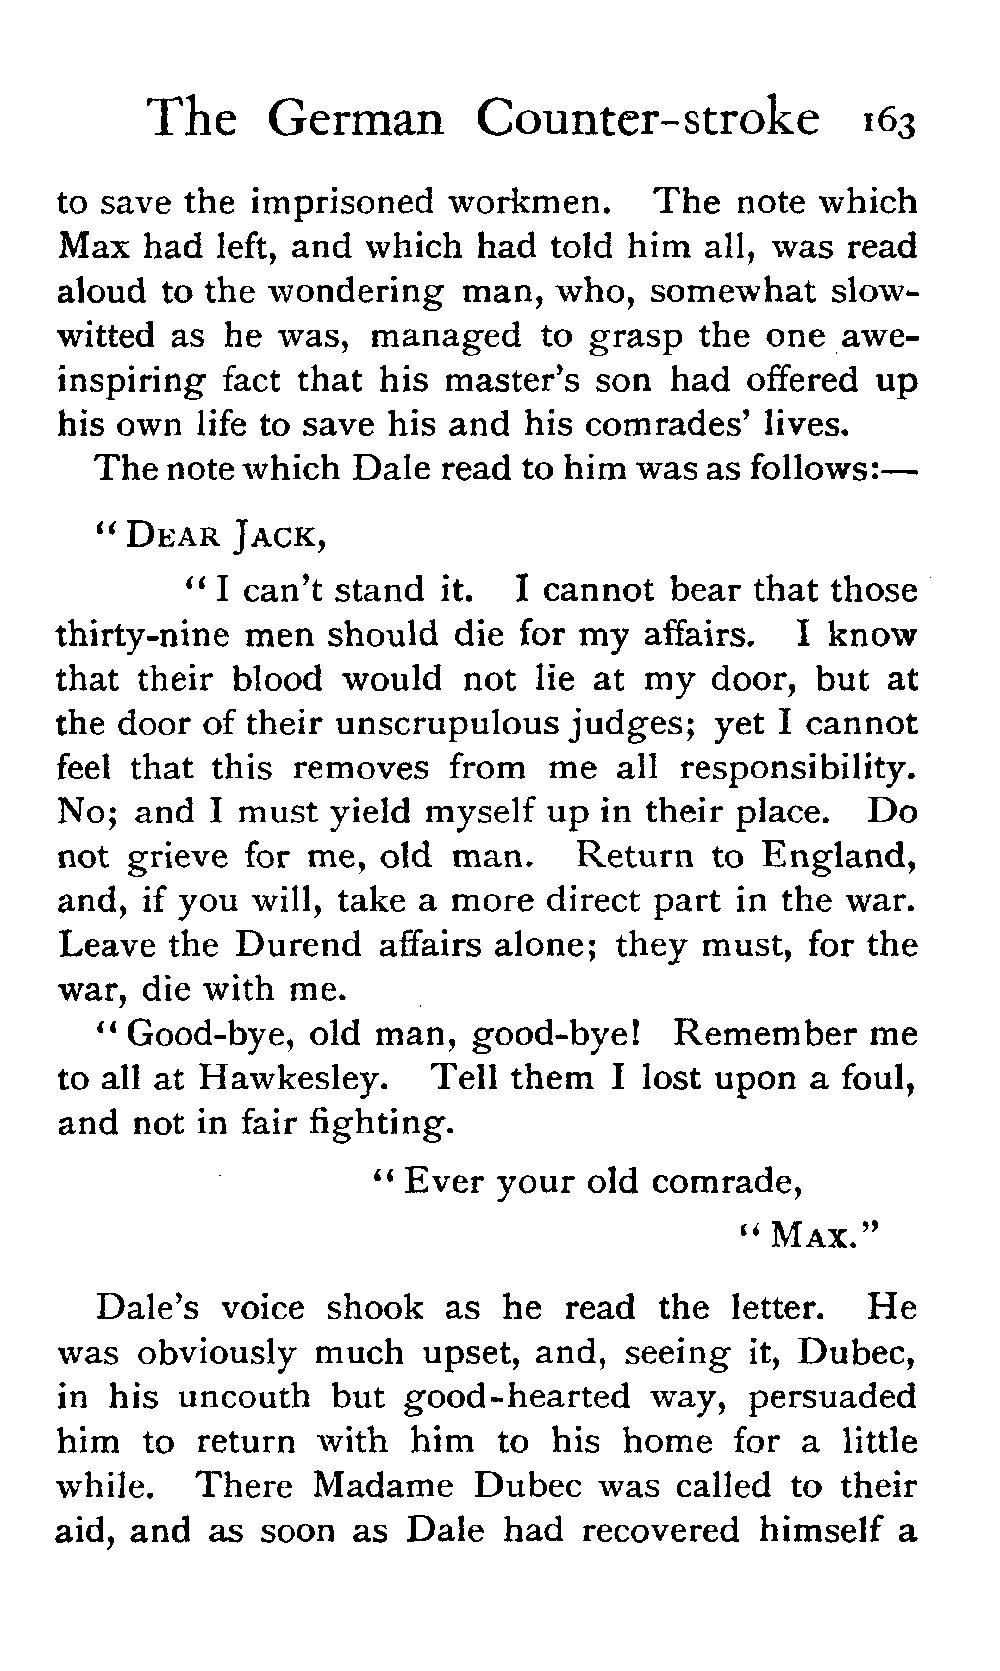 The German Counter-stroke 163
to save the imprisoned workmen. The note which
Max had left, and which had told him all, was read
aloud to the wondering man, who, somewhat slow-
witted as he was, managed to grasp the one awe-
inspiring fact that his master's son had offered up
his own life to save his and his comrades' lives.
The note which Dale read to him was as follows:—
“DEAR JACK,
“I can't stand it. I cannot bear that those
thirty-nine men should die for my affairs. I know
that their blood would not lie at my door, but at
the door of their unscrupulous judges; yet I cannot
feel that this removes from me all responsibility.
No; and I must yield myself up in their place. Do
not grieve for me, old man. Return to England,
and, if you will, take a more direct part in the war.
Leave the Durend affairs alone; they must, for the
war, die with me.
“Good-bye, old man, good-bye! Remember me
to all at Hawkesley. Tell them I lost upon a foul,
and not in fair fighting.
“Ever your old comrade,
“MAX.”
Dale's voice shook as he read the letter. He
was obviously much upset, and, seeing it, Dubec,
in his uncouth but good-hearted way, persuaded
him to return with him to his home for a little
while. There Madame Dubec was called to their
aid, and as soon as Dale had recovered himself a